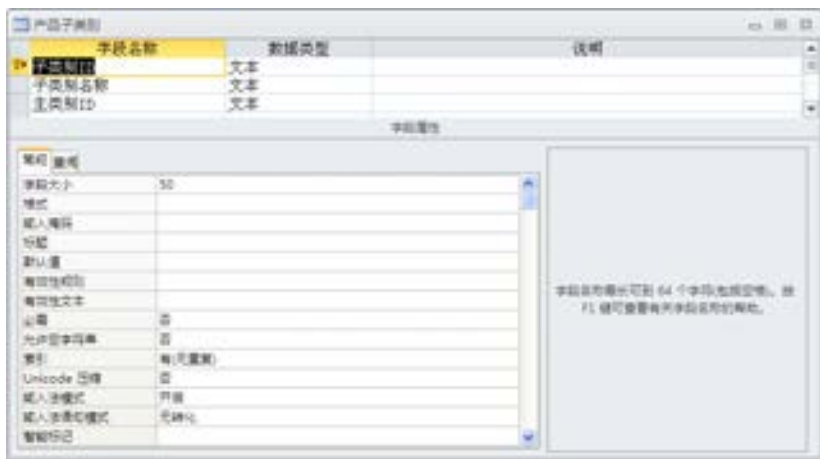 产品子类别
字段名称 数据类型 说明
子类别ID 文本
子类别名称 文本
主类别ID 文本
字段属性
常规 查阅
字段大小 50
格式
输入掩码
标题
默认值
有效性规则
有效性文本
必需 否
允许空字符串 否
索引 有(无重复)
Unicode 压缩 否
输入法模式 开启
输入法语句模式 无转化
智能标记
字段名称最长可到 64 个字符(包括空格)。按
F1 键可查看有关字段名称的帮助。